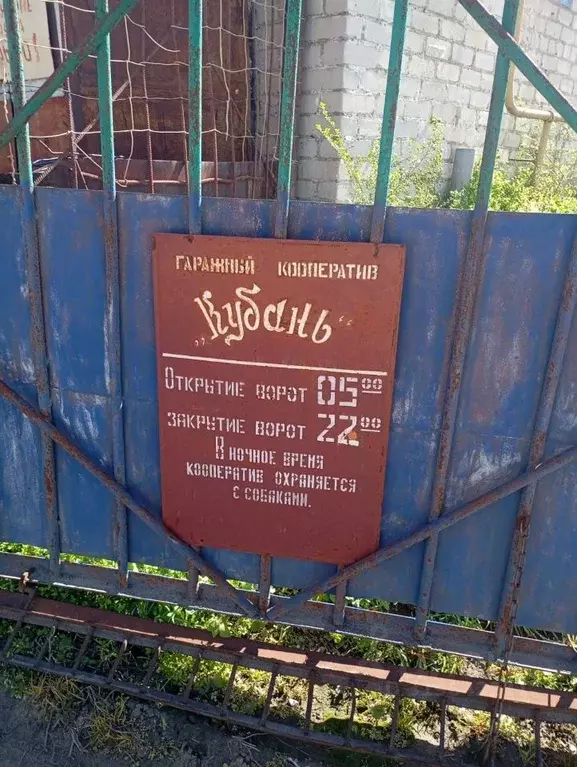 ГАРАЖНЫЙ КООПЕРАТИВ
„Кубань“
ОТКРЫТИЕ ВОРОТ 05⁰⁰
ЗАКРЫТИЕ ВОРОТ 22⁰⁰
В НОЧНОЕ ВРЕМЯ
КООПЕРАТИВ ОХРАНЯЕТСЯ
С СОБАКАМИ.